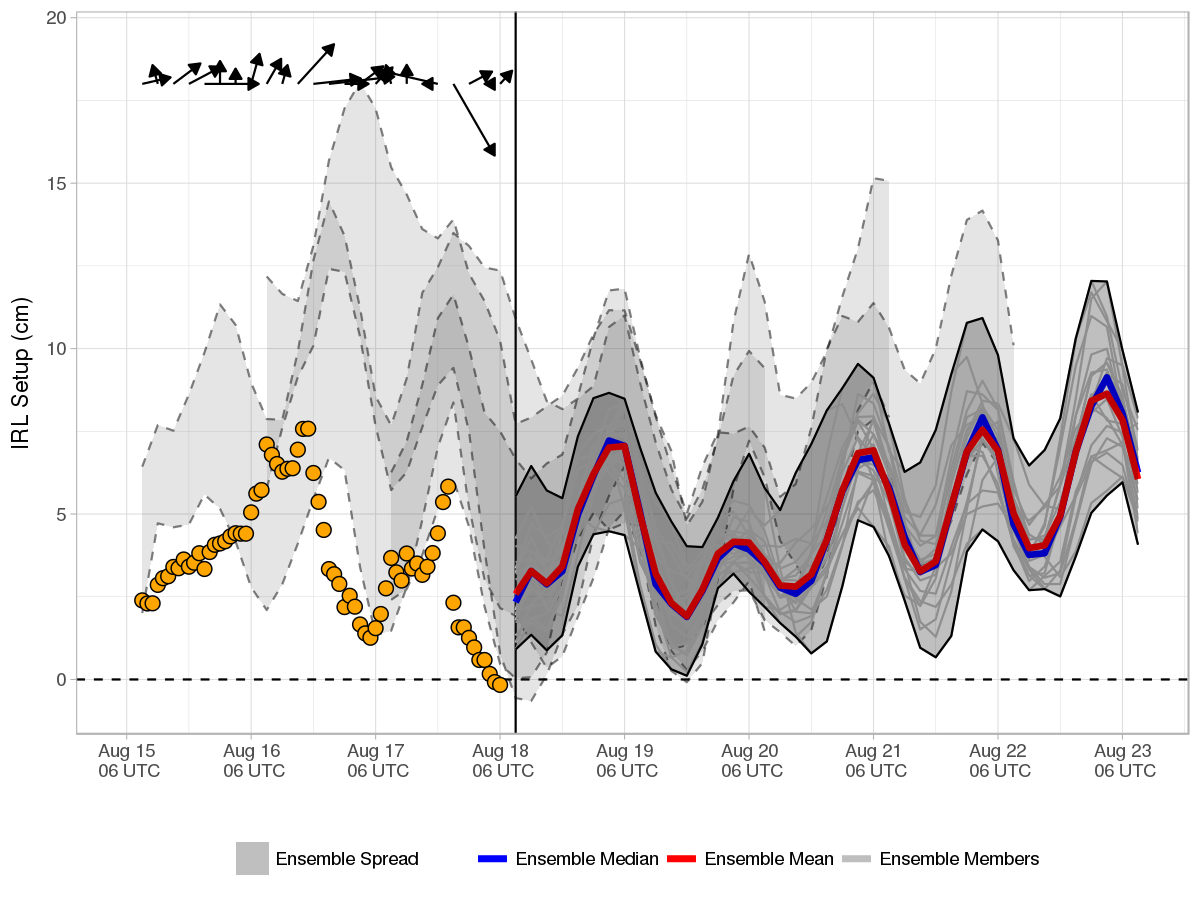 20
15
10
5
0
IRL Setup (cm)
Aug 15 Aug 16 Aug 17 Aug 18 Aug 19 Aug 20 Aug 21 Aug 22 Aug 23
06 UTC 06 UTC 06 UTC 06 UTC 06 UTC 06 UTC 06 UTC 06 UTC 06 UTC
Ensemble Spread Ensemble Median Ensemble Mean Ensemble Members